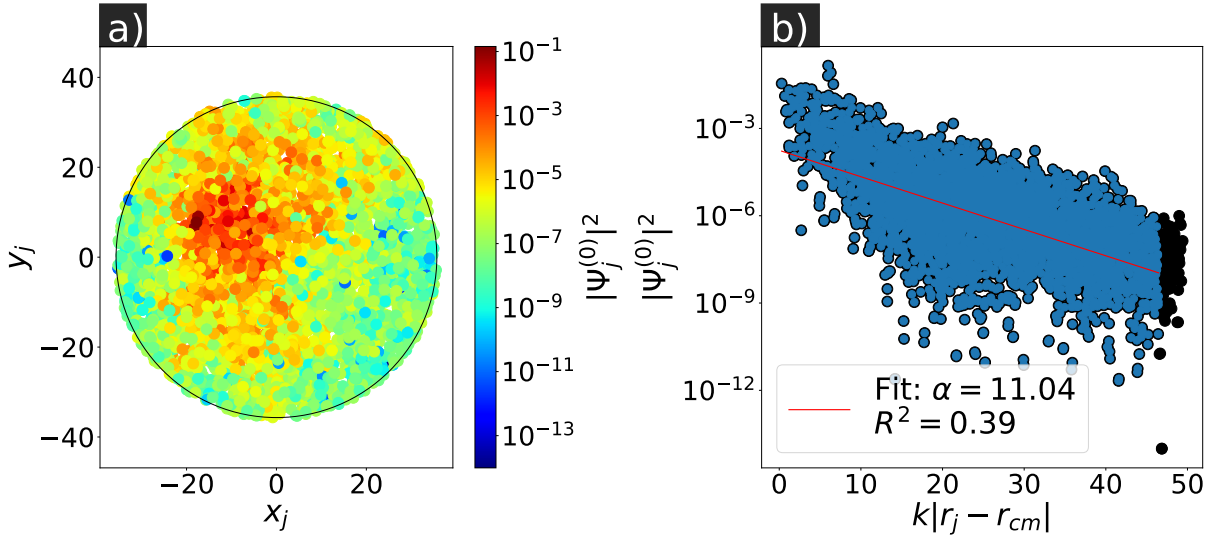 a)
40
20
0
−20
−40
y_j
−20
0
20
x_j
10^{-1}
10^{-3}
10^{-5}
10^{-7}
10^{-9}
10^{-11}
10^{-13}
|Ψ_j^{(0)}|2
b)
|Ψ_j^{(0)}|2
10^{-3}
10^{-6}
10^{-9}
10^{-12}
Fit: α = 11.04
R^2 = 0.39
0
10
20
30
40
50
k|r_j − r_{cm}|